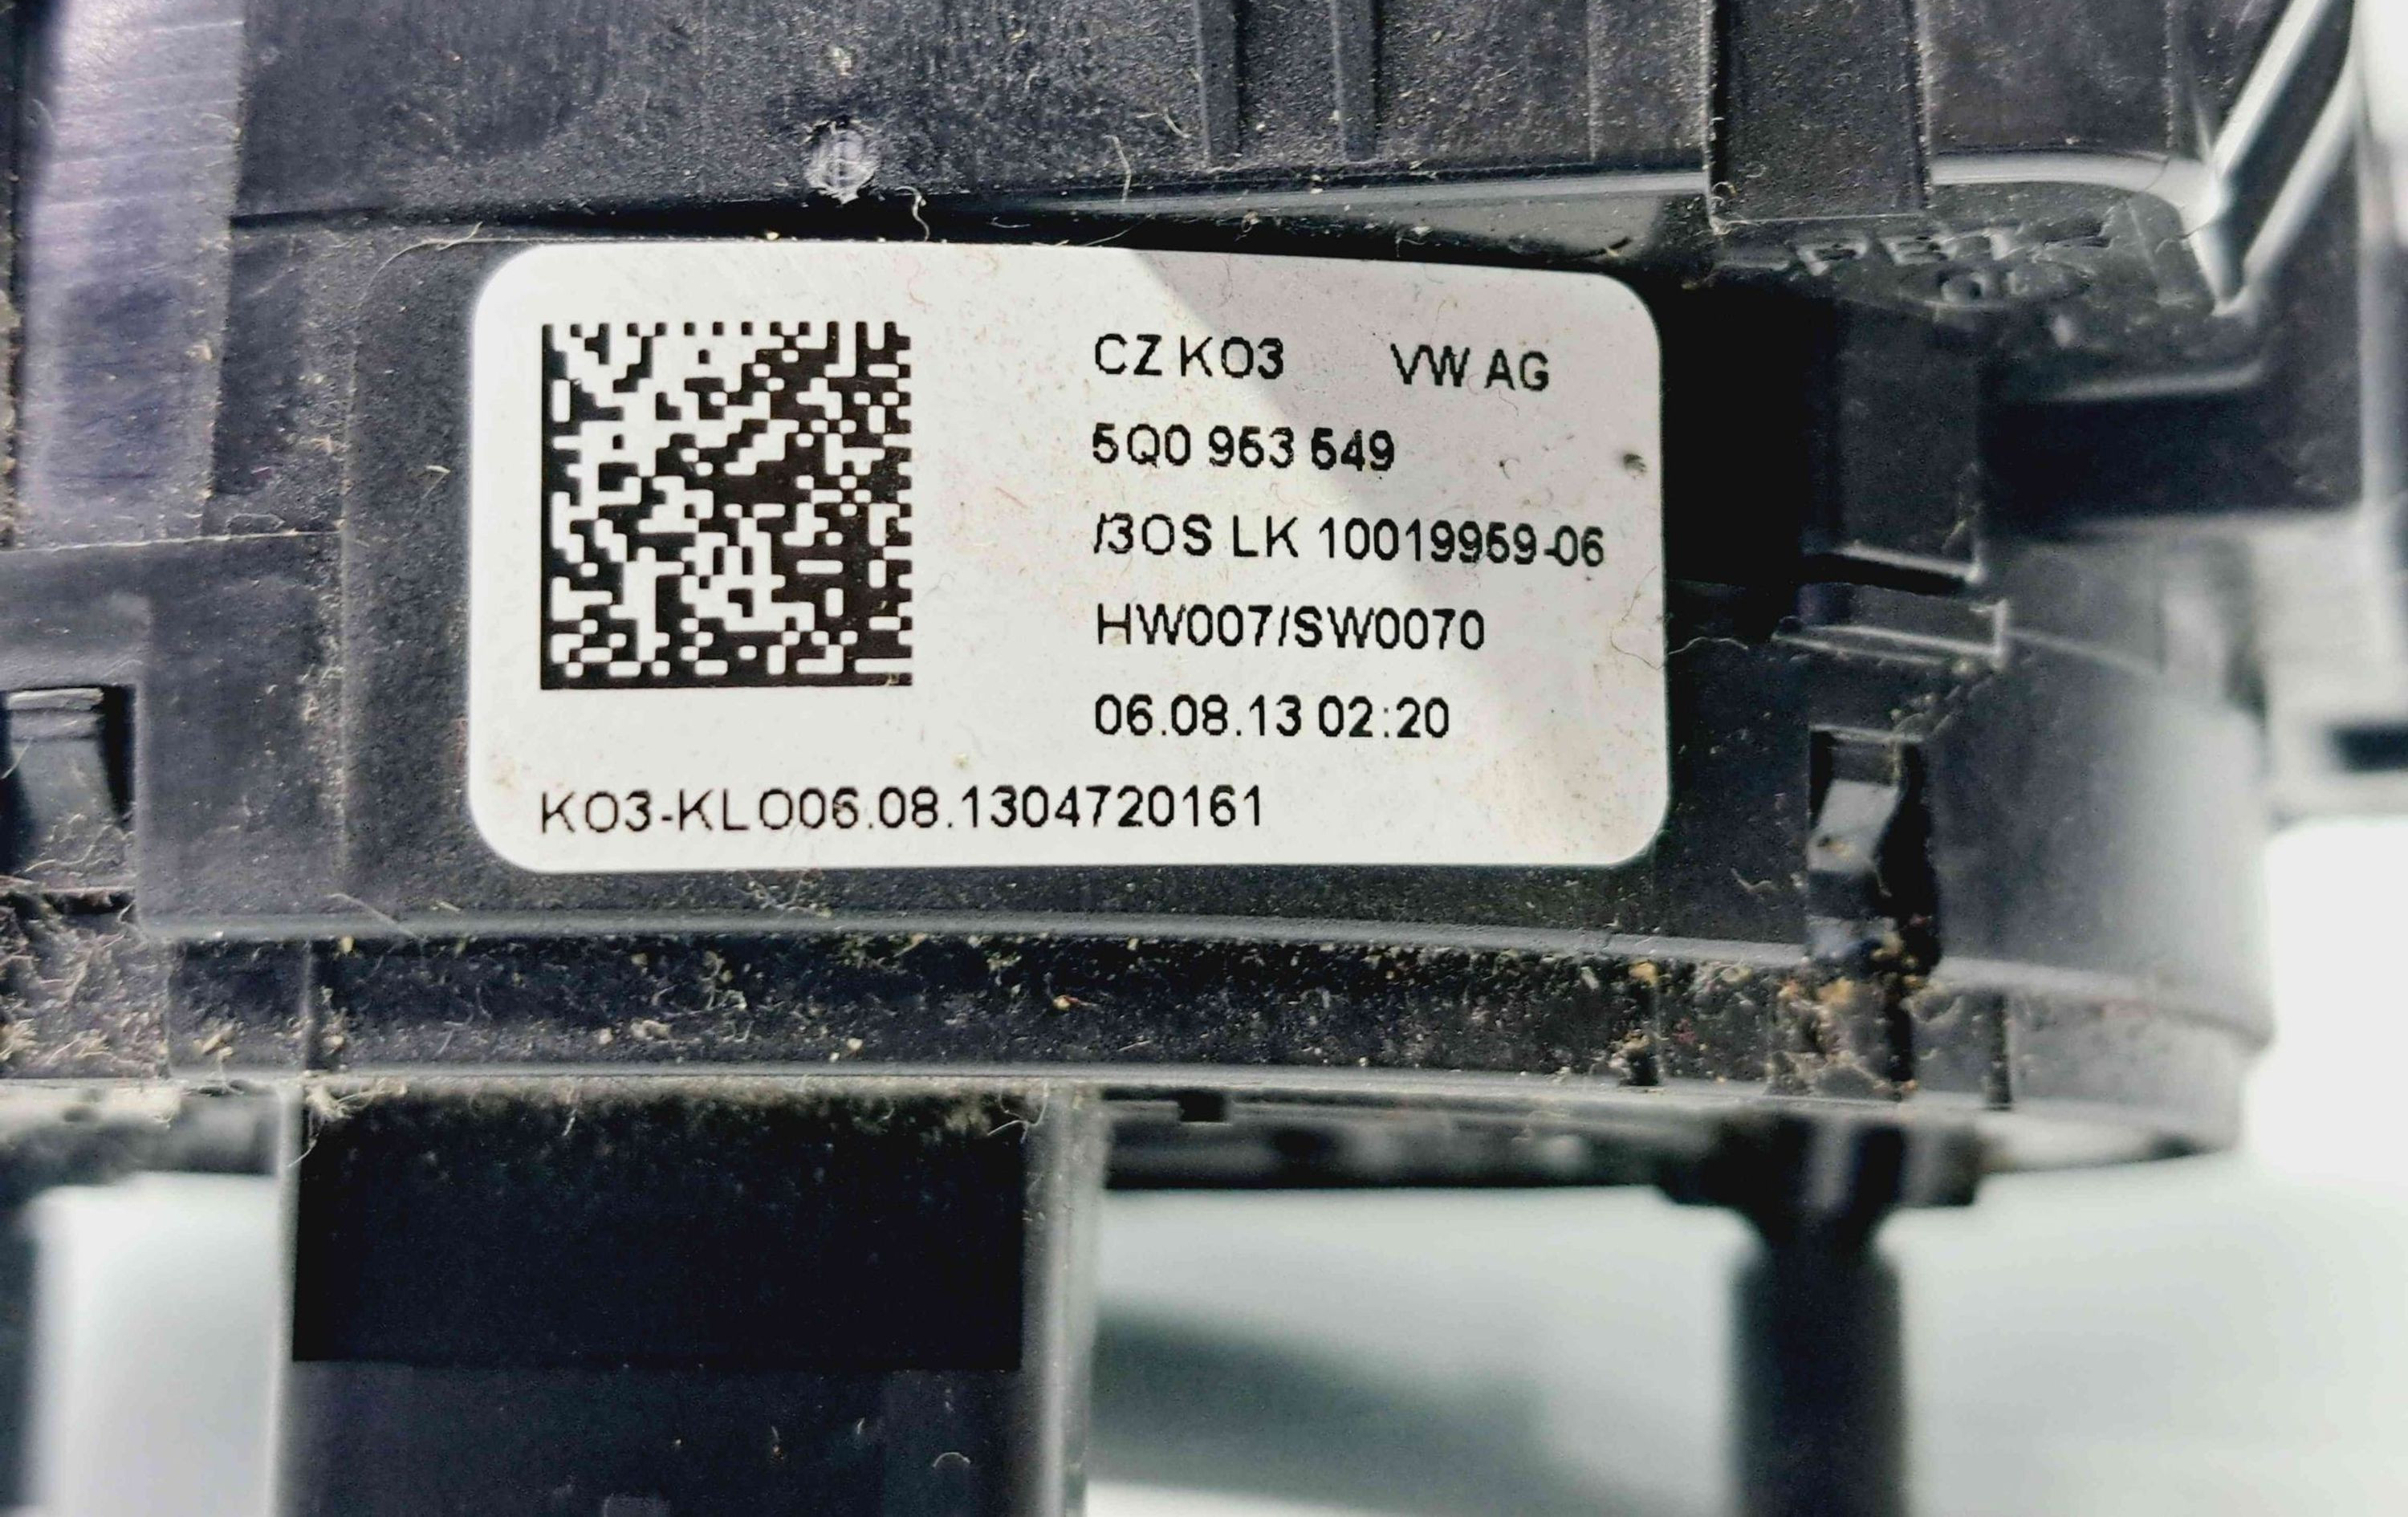 CZ KO3 VW AG
5Q0 953 549
/3OS LK 10019959-06
HW007/SW0070
06.08.13 02:20
KO3-KLO06.08.1304720161